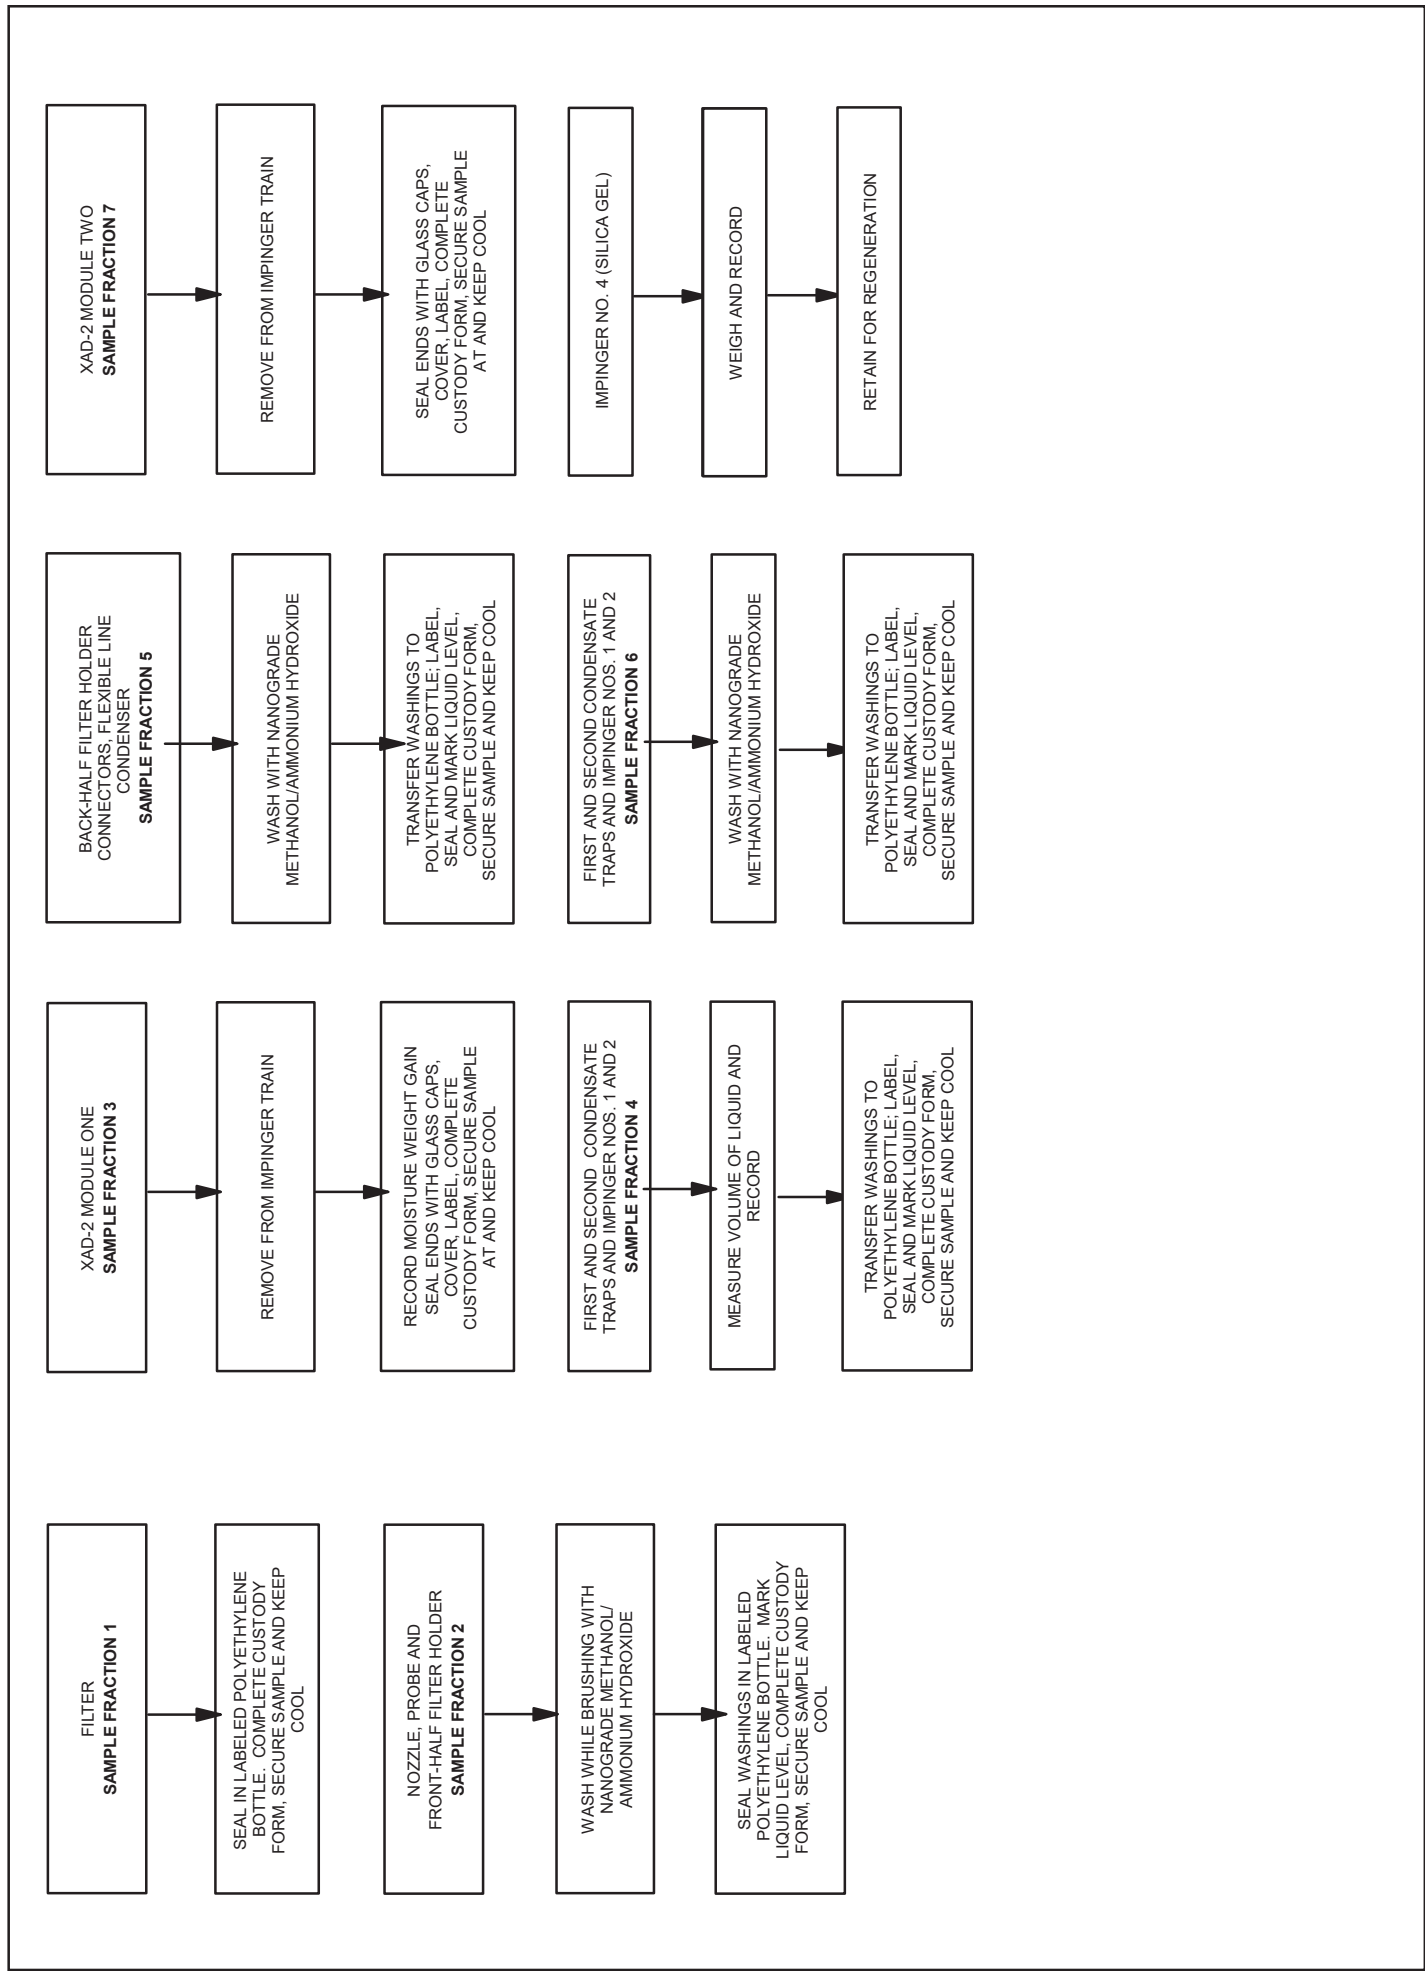 FILTER
SAMPLE FRACTION 1
SEAL IN LABELED POLYETHYLENE
BOTTLE. COMPLETE CUSTODY
FORM, SECURE SAMPLE AND KEEP
COOL
NOZZLE, PROBE AND
FRONT-HALF FILTER HOLDER
SAMPLE FRACTION 2
WASH WHILE BRUSHING WITH
NANOGRADE METHANOL/
AMMONIUM HYDROXIDE
SEAL WASHINGS IN LABELED
POLYETHYLENE BOTTLE. MARK
LIQUID LEVEL, COMPLETE CUSTODY
FORM, SECURE SAMPLE AND KEEP
COOL
XAD-2 MODULE ONE
SAMPLE FRACTION 3
REMOVE FROM IMPINGER TRAIN
RECORD MOISTURE WEIGHT GAIN
SEAL ENDS WITH GLASS CAPS,
COVER, LABEL, COMPLETE
CUSTODY FORM, SECURE SAMPLE
AT AND KEEP COOL
FIRST AND SECOND CONDENSATE
TRAPS AND IMPINGER NOS. 1 AND 2
SAMPLE FRACTION 4
MEASURE VOLUME OF LIQUID AND
RECORD
TRANSFER WASHINGS TO
POLYETHYLENE BOTTLE; LABEL,
SEAL AND MARK LIQUID LEVEL,
COMPLETE CUSTODY FORM,
SECURE SAMPLE AND KEEP COOL
BACK-HALF FILTER HOLDER
CONNECTORS, FLEXIBLE LINE
CONDENSER
SAMPLE FRACTION 5
WASH WITH NANOGRADE
METHANOL/AMMONIUM HYDROXIDE
TRANSFER WASHINGS TO
POLYETHYLENE BOTTLE; LABEL,
SEAL AND MARK LIQUID LEVEL,
COMPLETE CUSTODY FORM,
SECURE SAMPLE AND KEEP COOL
FIRST AND SECOND CONDENSATE
TRAPS AND IMPINGER NOS. 1 AND 2
SAMPLE FRACTION 6
WASH WITH NANOGRADE
METHANOL/AMMONIUM HYDROXIDE
TRANSFER WASHINGS TO
POLYETHYLENE BOTTLE; LABEL,
SEAL AND MARK LIQUID LEVEL,
COMPLETE CUSTODY FORM,
SECURE SAMPLE AND KEEP COOL
XAD-2 MODULE TWO
SAMPLE FRACTION 7
REMOVE FROM IMPINGER TRAIN
SEAL ENDS WITH GLASS CAPS,
COVER, LABEL, COMPLETE
CUSTODY FORM, SECURE SAMPLE
AT AND KEEP COOL
IMPINGER NO. 4 (SILICA GEL)
WEIGH AND RECORD
RETAIN FOR REGENERATION